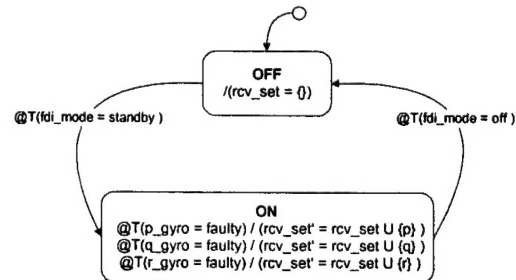 OFF
/(rcv_set = {})
@T(fdi_mode = standby )
@T(fdi_mode = off )
ON
@T(p_gyro = faulty) / (rcv_set' = rcv_set U {p} )
@T(q_gyro = faulty) / (rcv_set' = rcv_set U {q} )
@T(r_gyro = faulty) / (rcv_set' = rcv_set U {r} )